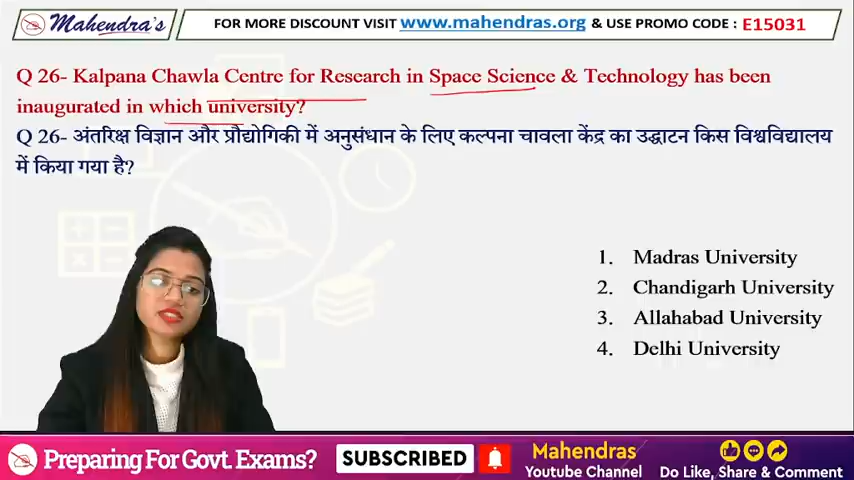 Mahendra's
FOR MORE DISCOUNT VISIT www.mahendras.org & USE PROMO CODE : E15031
Q 26- Kalpana Chawla Centre for Research in Space Science & Technology has been
inaugurated in which university?
Q 26- अंतरिक्ष विज्ञान और प्रौद्योगिकी में अनुसंधान के लिए कल्पना चावला केंद्र का उद्घाटन किस विश्वविद्यालय
में किया गया है?
1. Madras University
2. Chandigarh University
3. Allahabad University
4. Delhi University
Preparing For Govt. Exams?
SUBSCRIBED
Mahendras
Youtube Channel
Do Like, Share & Comment